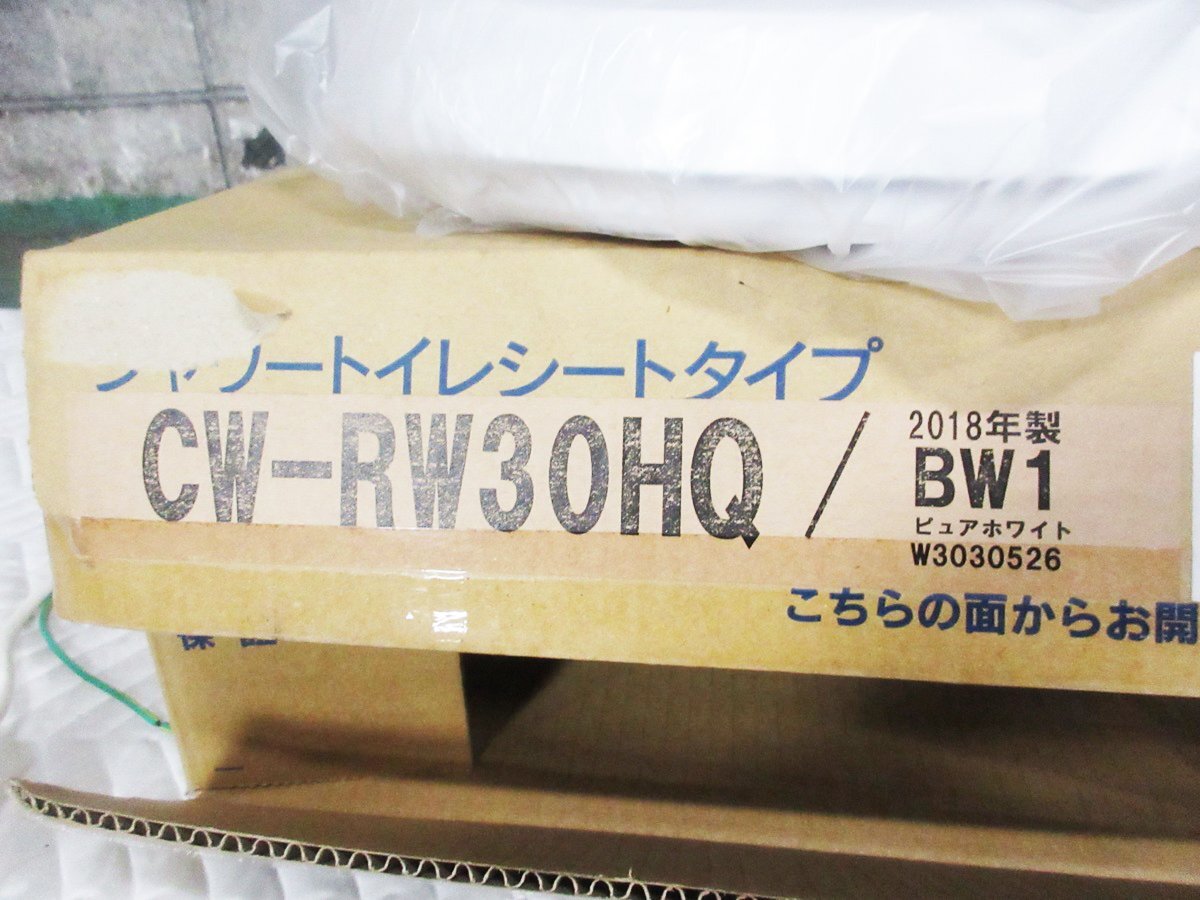 シャワートイレシートタイプ
CW-RW30HQ / 2018年製
BW1
ピュアホワイト
W3030526
こちらの面からお開